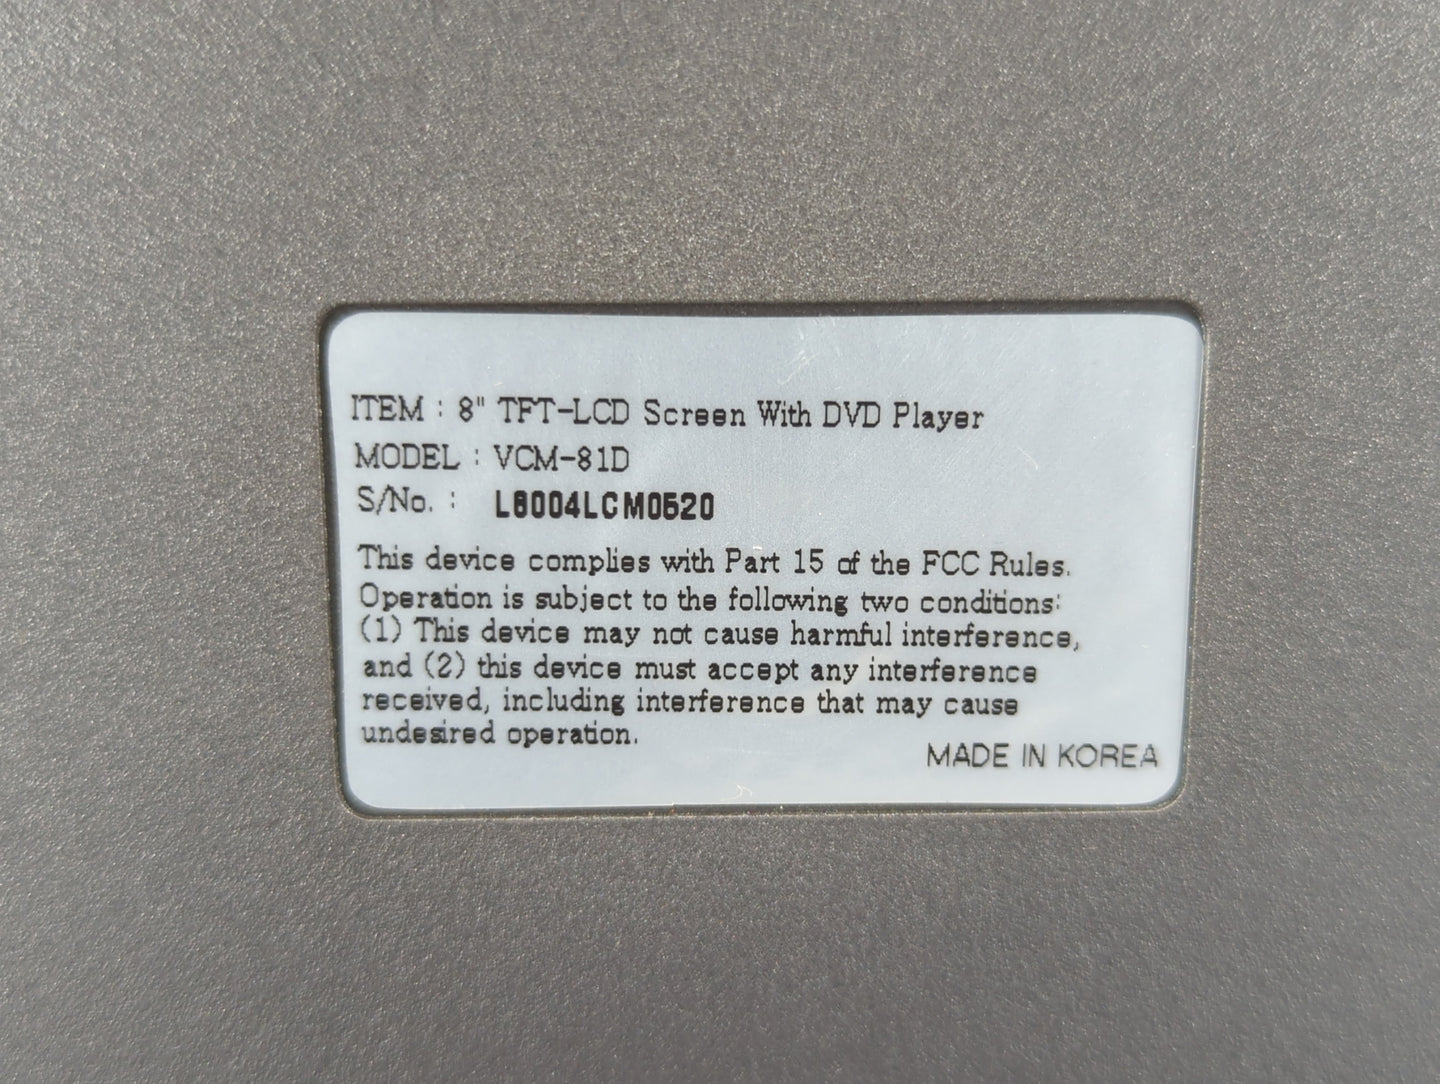 ITEM : 8" TFT-LCD Screen With DVD Player
MODEL : VCM-81D
S/No. : L8004LCM0520
This device complies with Part 15 of the FCC Rules.
Operation is subject to the following two conditions:
(1) This device may not cause harmful interference,
and (2) this device must accept any interference
received, including interference that may cause
undesired operation.
MADE IN KOREA